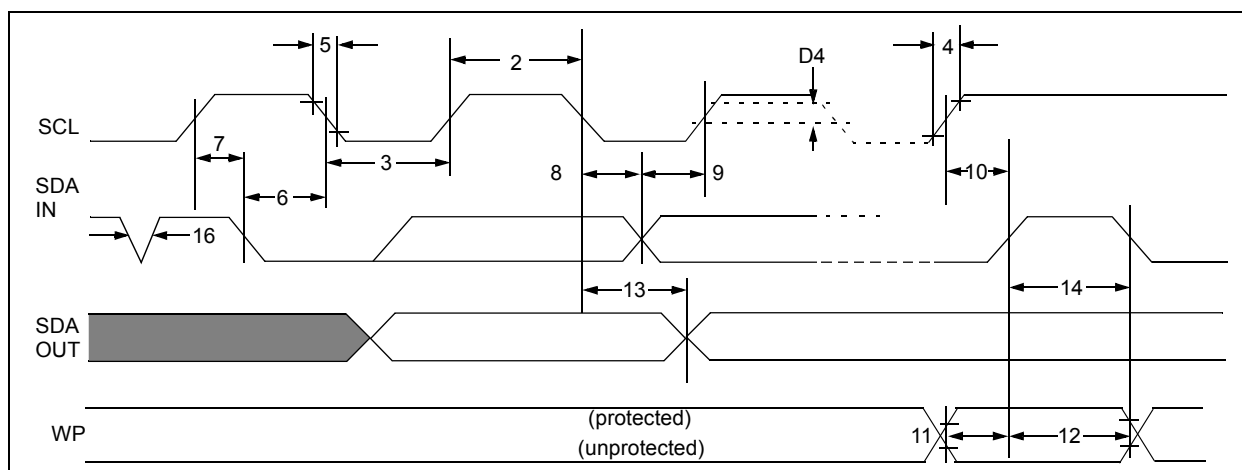 5
2
D4
4
SCL
7
3
8
9
10
SDA
IN
6
16
13
14
SDA
OUT
WP
(protected)
(unprotected)
11
12